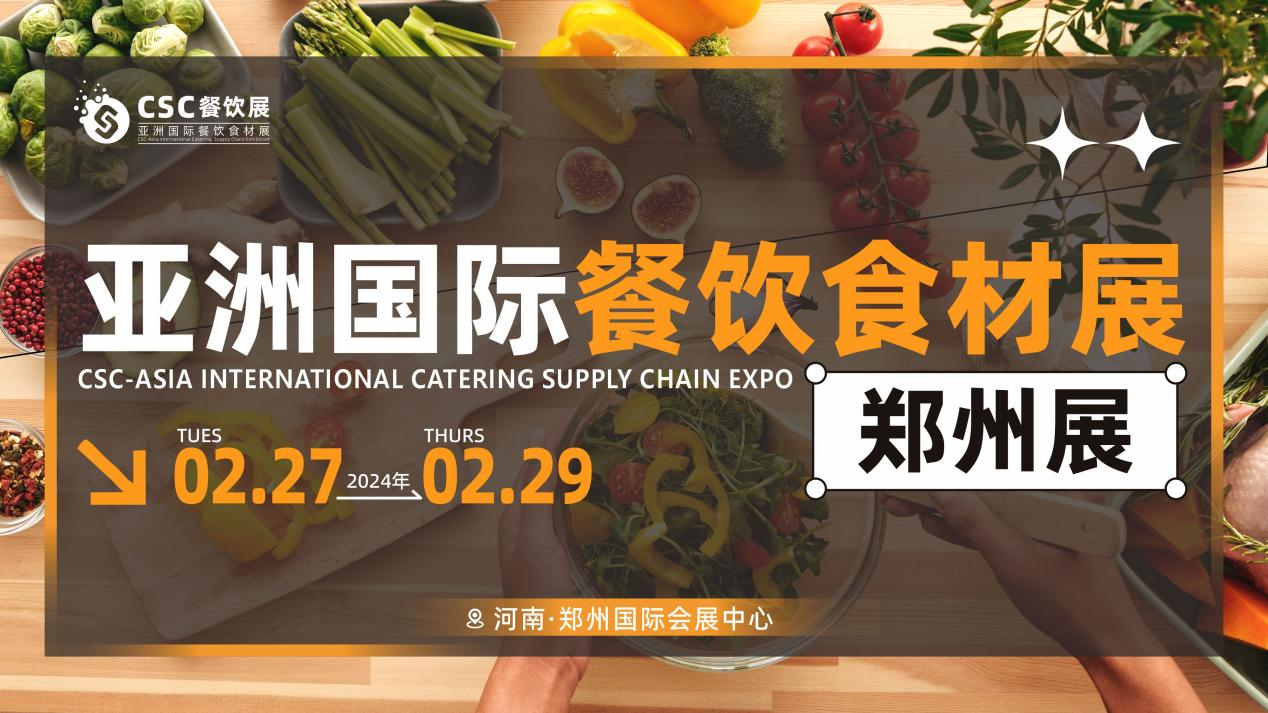 CSC餐饮展
亚洲国际餐饮食材展
CSC-Asia International Catering Supply Chain Exhibition
亚洲国际餐饮食材展
CSC-ASIA INTERNATIONAL CATERING SUPPLY CHAIN EXPO
郑州展
TUES
THURS
02.27 2024年 02.29
河南·郑州国际会展中心